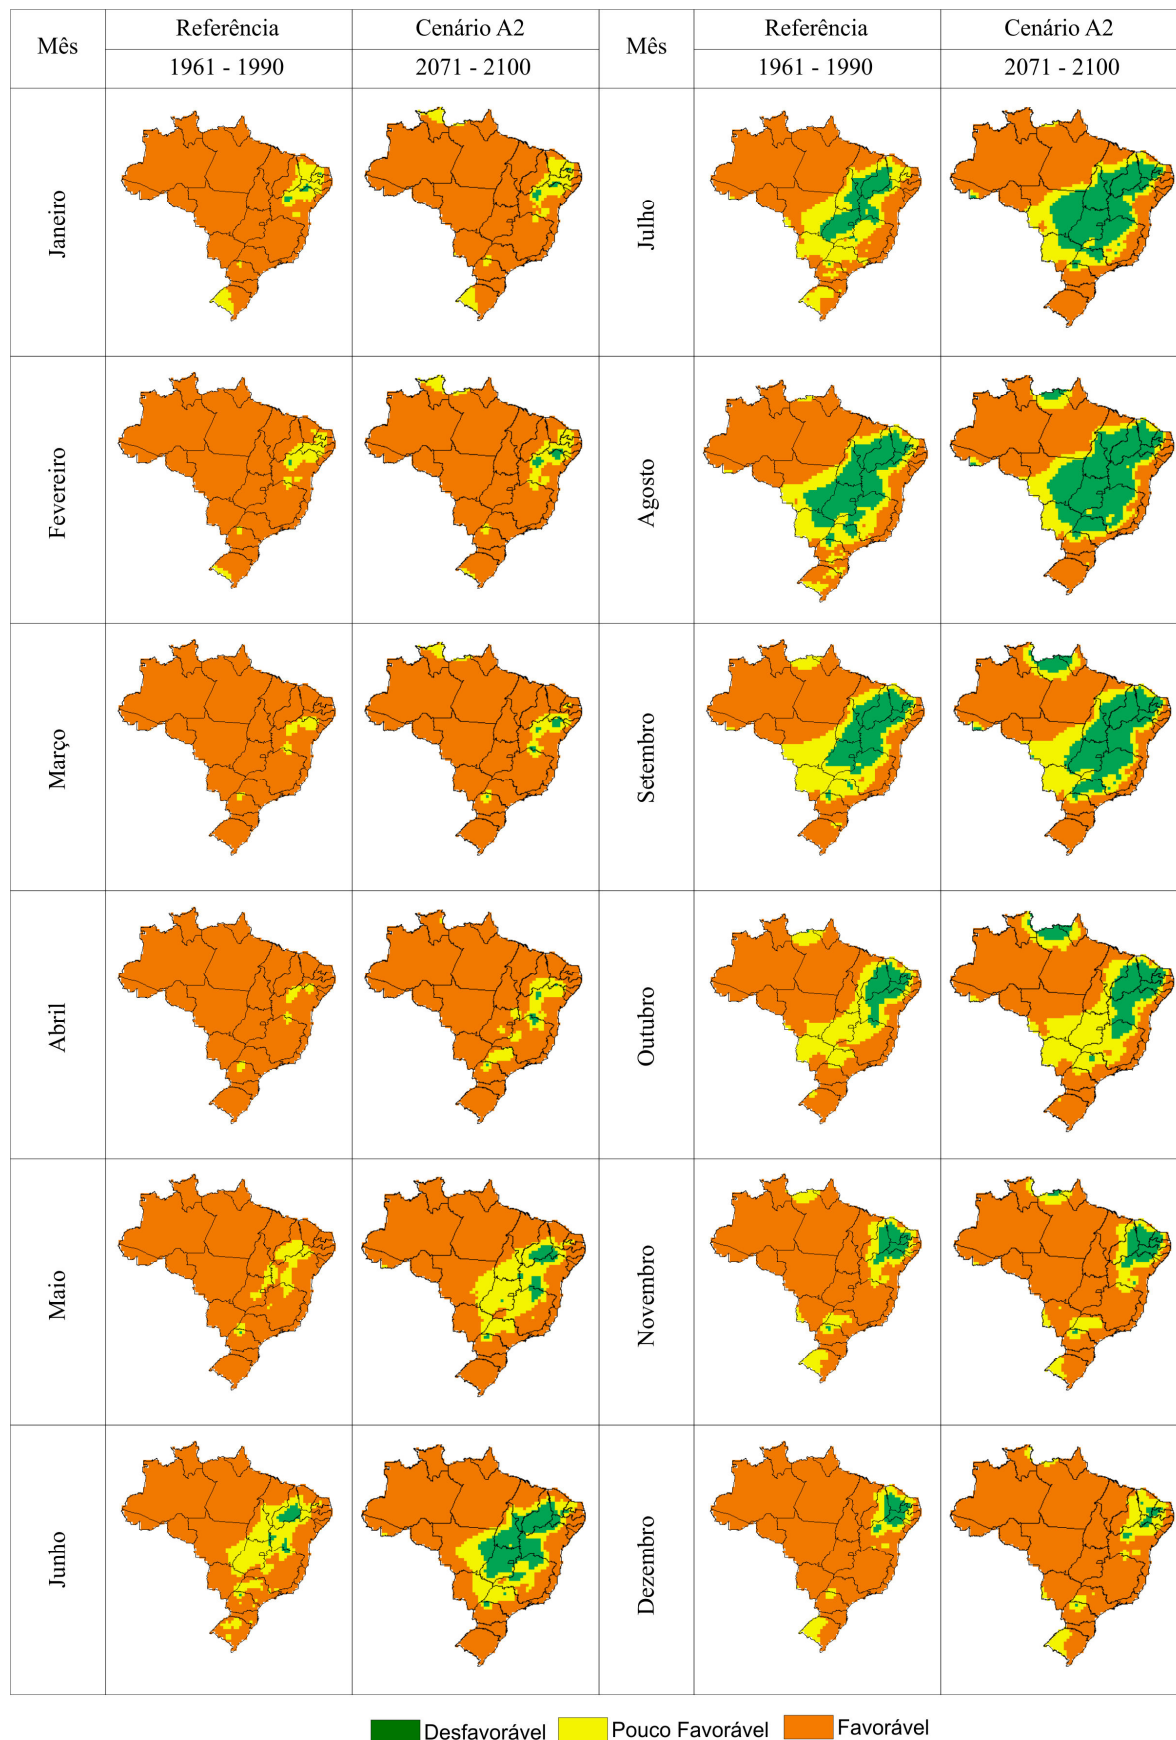 Mês
Referência
Cenário A2
Mês
Referência
Cenário A2
1961 - 1990
2071 - 2100
1961 - 1990
2071 - 2100
Janeiro
Julho
Fevereiro
Agosto
Março
Setembro
Abril
Outubro
Maio
Novembro
Junho
Dezembro
Desfavorável
Pouco Favorável
Favorável